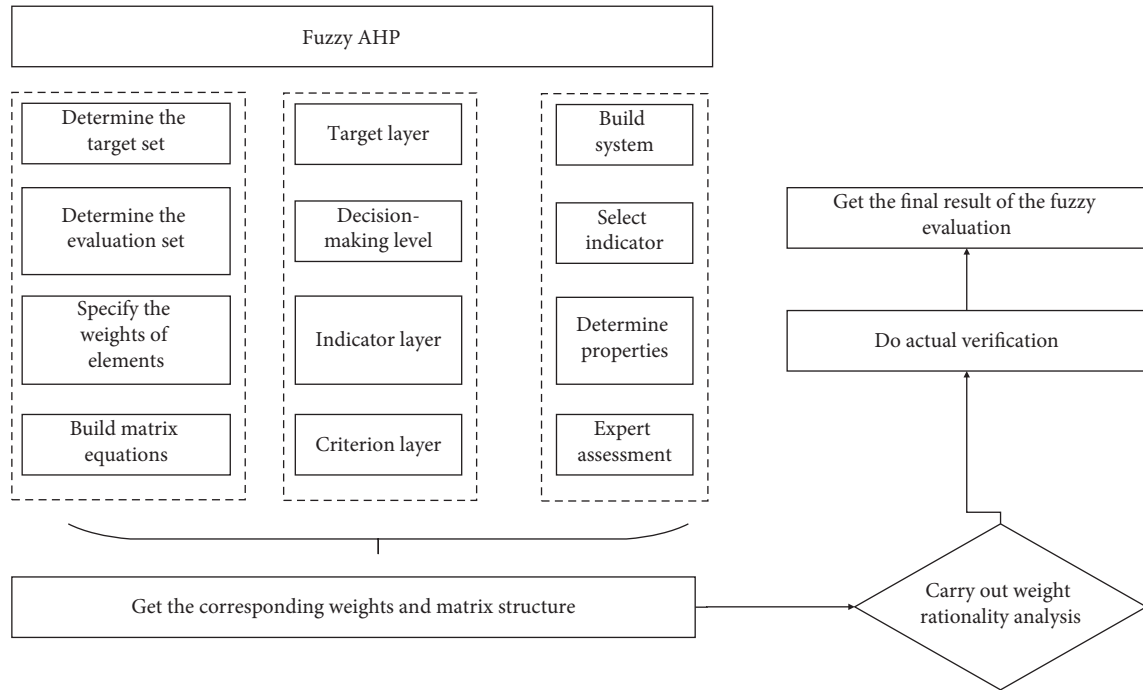 Fuzzy AHP
Determine the
target set
Determine the
evaluation set
Specify the
weights of
elements
Build matrix
equations
Target layer
Decision-
making level
Indicator layer
Criterion layer
Build
system
Select
indicator
Determine
properties
Expert
assessment
Get the corresponding weights and matrix structure
Carry out weight
rationality analysis
Do actual verification
Get the final result of the fuzzy
evaluation